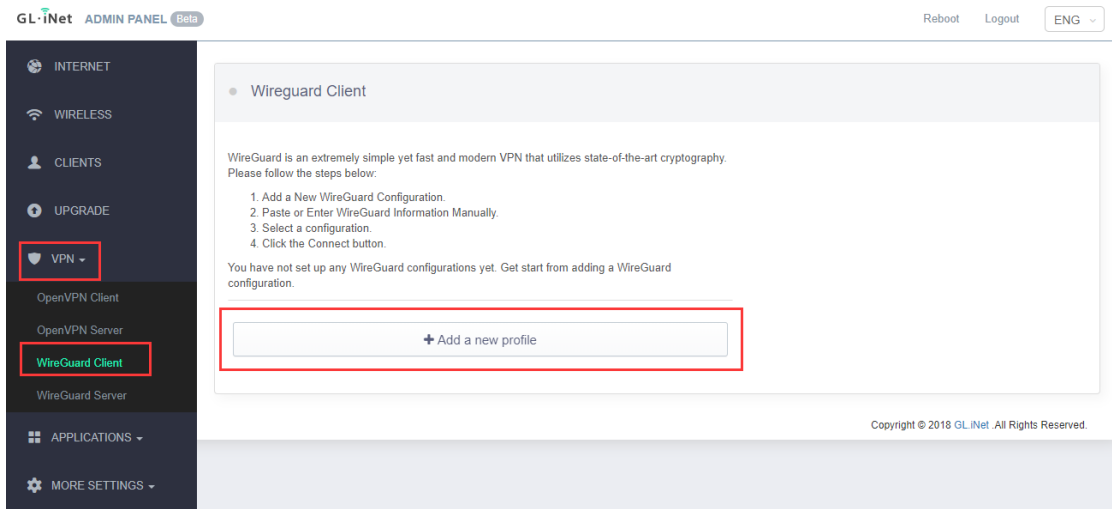 GL·iNet ADMIN PANEL Beta
Reboot Logout ENG
INTERNET
WIRELESS
CLIENTS
UPGRADE
VPN
OpenVPN Client
OpenVPN Server
WireGuard Client
WireGuard Server
APPLICATIONS
MORE SETTINGS
Wireguard Client
WireGuard is an extremely simple yet fast and modern VPN that utilizes state-of-the-art cryptography.
Please follow the steps below:
1. Add a New WireGuard Configuration.
2. Paste or Enter WireGuard Information Manually.
3. Select a configuration.
4. Click the Connect button.
You have not set up any WireGuard configurations yet. Get start from adding a WireGuard
configuration.
+ Add a new profile
Copyright © 2018 GL.iNet .All Rights Reserved.